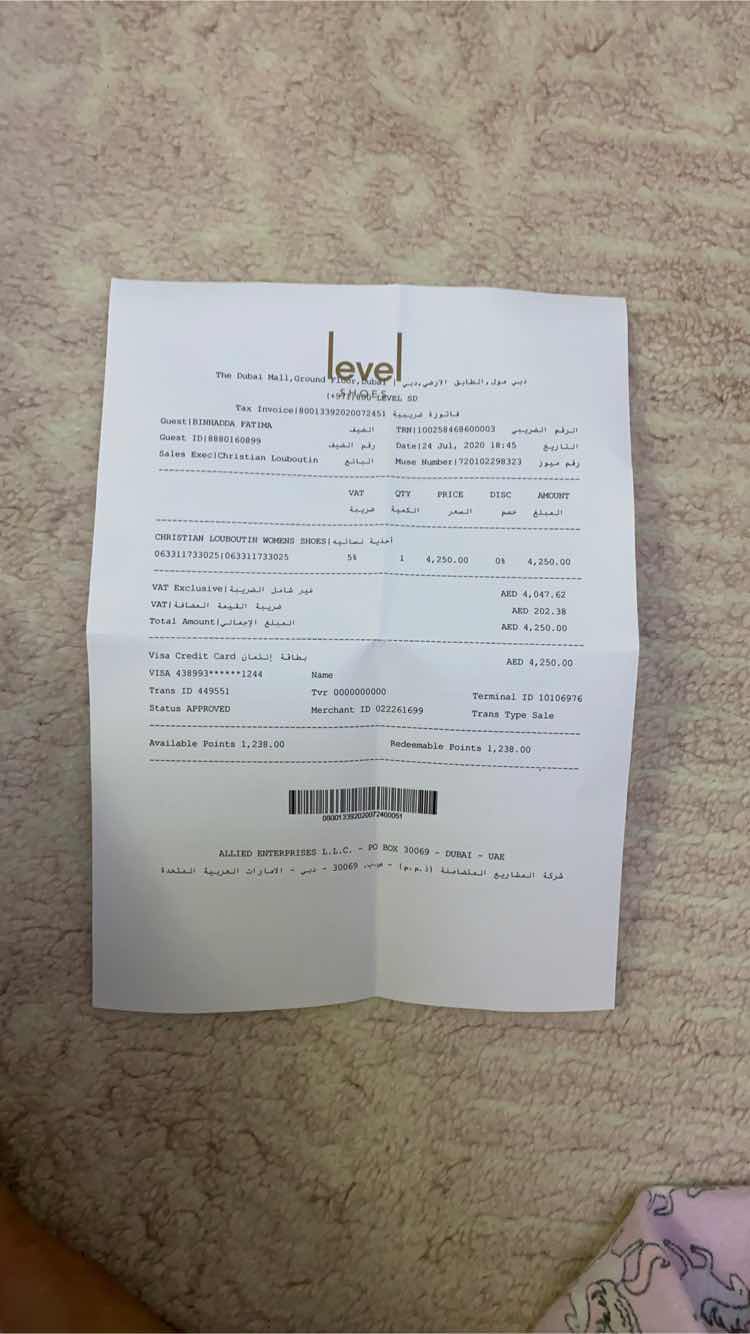 level
SHOES
The Dubai Mall, Ground Floor, Dubai | دبي مول, الطابق الارضي, دبي
(+971) 800 LEVEL SD
Tax Invoice|80013392020072451 فاتورة ضريبية
Guest|BINHADDA FATIMA الضيف TRN|100258468600003 الرقم الضريبي
Guest ID|8880160899 رقم الضيف Date|24 Jul, 2020 18:45 التاريخ
Sales Exec|Christian Louboutin البائع Muse Number|720102298323 رقم ميوز
VAT QTY PRICE DISC AMOUNT
ضريبة الكمية السعر خصم المبلغ
CHRISTIAN LOUBOUTIN WOMENS SHOES|أحذية نسائية
063311733025|063311733025 5% 1 4,250.00 0% 4,250.00
VAT Exclusive|غير شامل الضريبة AED 4,047.62
VAT|ضريبة القيمة المضافة AED 202.38
Total Amount|المبلغ الإجمالي AED 4,250.00
Visa Credit Card بطاقة إئتمان AED 4,250.00
VISA 438993******1244 Name
Trans ID 449551 Tvr 0000000000 Terminal ID 10106976
Status APPROVED Merchant ID 022261699 Trans Type Sale
Available Points 1,238.00 Redeemable Points 1,238.00
ALLIED ENTERPRISES L.L.C. - PO BOX 30069 - DUBAI - UAE
شركة المشاريع المتضامنة (ذ.م.م) - ص.ب. 30069 - دبي - الامارات العربية المتحدة